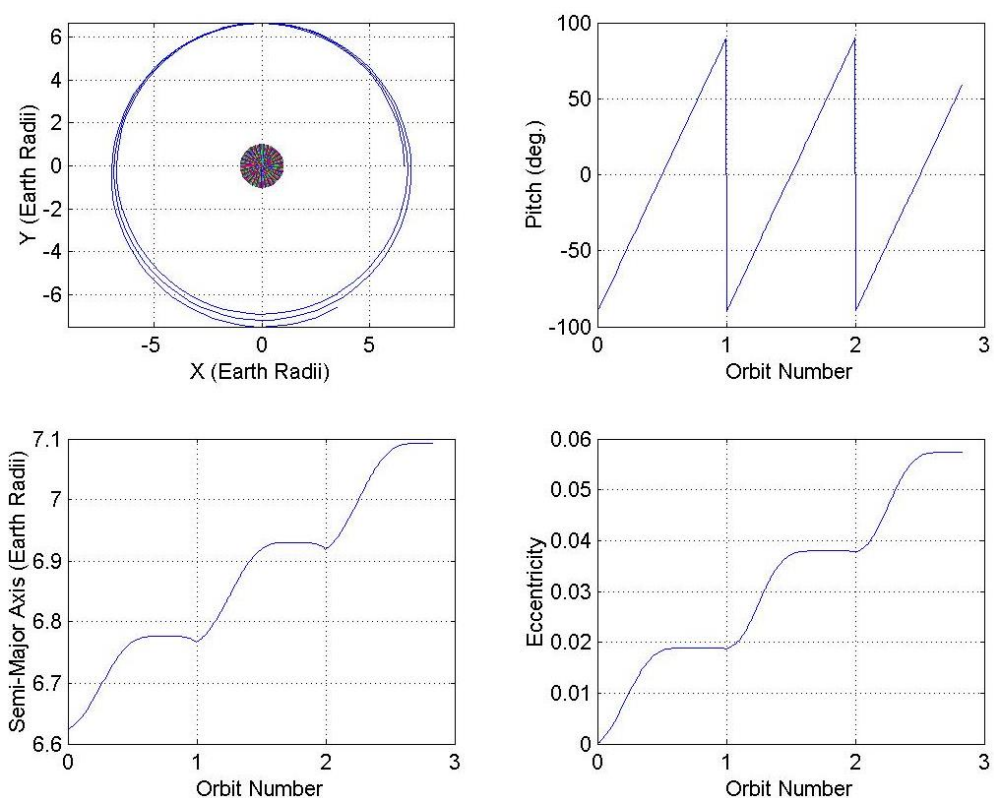 6
4
2
0
-2
-4
-6
Y (Earth Radii)
-5 0 5
X (Earth Radii)
100
50
0
-50
-100
Pitch (deg.)
0 1 2 3
Orbit Number
7.1
7
6.9
6.8
6.7
6.6
Semi-Major Axis (Earth Radii)
0 1 2 3
Orbit Number
0.06
0.05
0.04
0.03
0.02
0.01
0
Eccentricity
0 1 2 3
Orbit Number